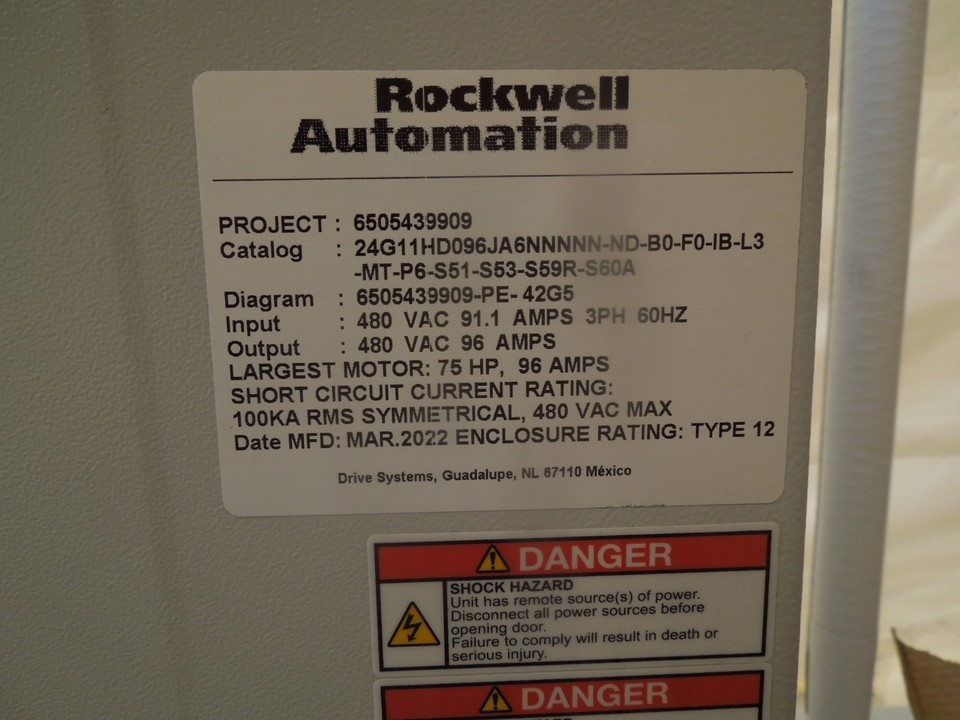 Rockwell
Automation
PROJECT : 6505439909
Catalog : 24G11HD096JA6NNNNN-ND-B0-F0-IB-L3
-MT-P6-S51-S53-S59R-S60A
Diagram : 6505439909-PE- 42G5
Input : 480 VAC 91.1 AMPS 3PH 60HZ
Output : 480 VAC 96 AMPS
LARGEST MOTOR: 75 HP, 96 AMPS
SHORT CIRCUIT CURRENT RATING:
100KA RMS SYMMETRICAL, 480 VAC MAX
Date MFD: MAR.2022 ENCLOSURE RATING: TYPE 12
Drive Systems, Guadalupe, NL 67110 México
DANGER
SHOCK HAZARD
Unit has remote source(s) of power.
Disconnect all power sources before
opening door.
Failure to comply will result in death or
serious injury.
DANGER